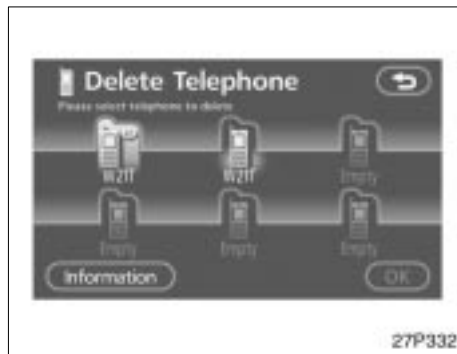 Delete Telephone
Please select telephone to delete
W21T W21T Empty
Empty Empty Empty
Information OK
27P332